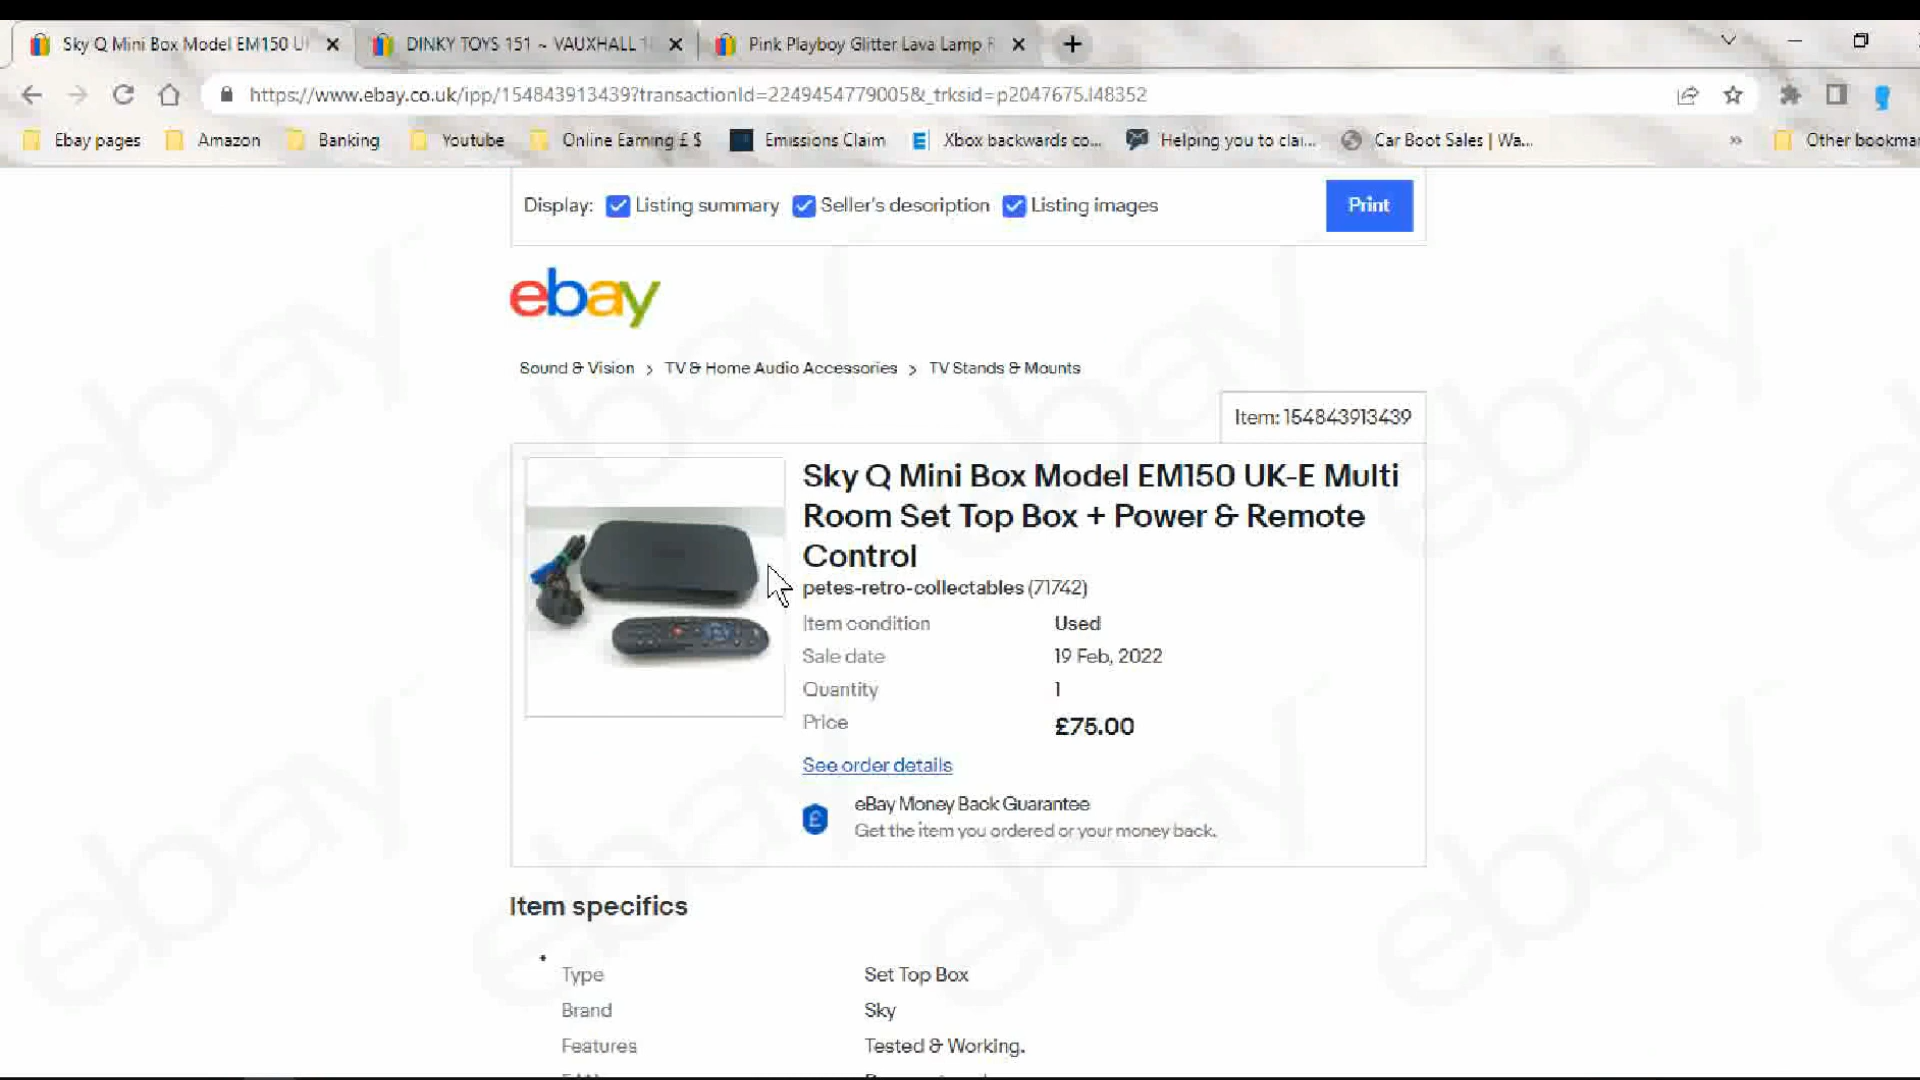 Sky Q Mini Box Model EM150 U
DINKY TOYS 151 ~ VAUXHALL 1
Pink Playboy Glitter Lava Lamp R
https://www.ebay.co.uk/ipp/154843913439?transactionId=2249454779005&_trksid=p2047675.l48352
Ebay pages
Amazon
Banking
Youtube
Online Earning £ $
Emissions Claim
Xbox backwards co...
Helping you to clai...
Car Boot Sales | Wa...
»
Other bookma
Display: Listing summary Seller's description Listing images
Print
ebay
Sound & Vision > TV & Home Audio Accessories > TV Stands & Mounts
Item: 154843913439
Sky Q Mini Box Model EM150 UK-E Multi
Room Set Top Box + Power & Remote
Control
petes-retro-collectables (71742)
Item condition Used
Sale date 19 Feb, 2022
Quantity 1
Price £75.00
See order details
eBay Money Back Guarantee
Get the item you ordered or your money back.
Item specifics
Type Set Top Box
Brand Sky
Features Tested & Working.